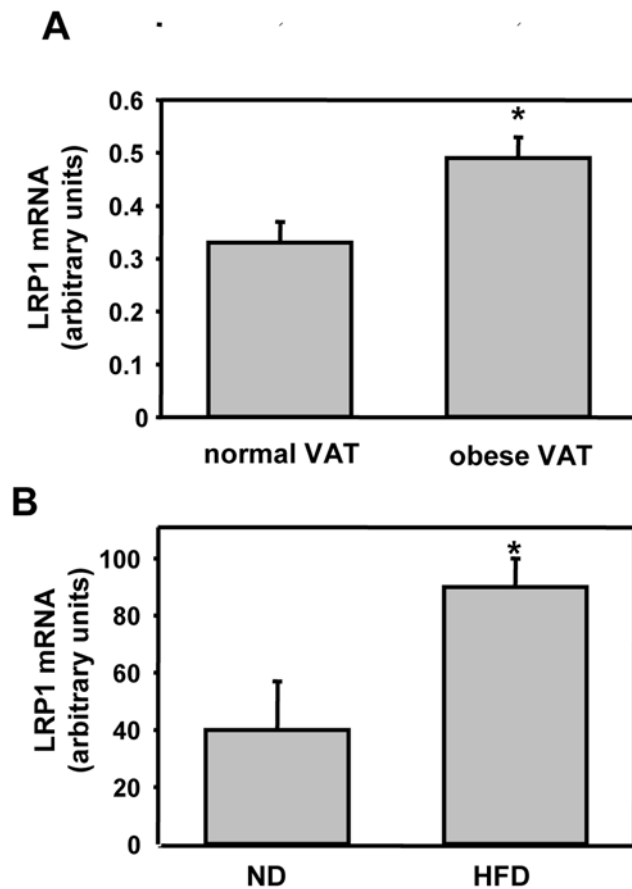 A
LRP1 mRNA
(arbitrary units)
0.6
0.5
0.4
0.3
0.2
0.1
0
*
normal VAT
obese VAT
B
LRP1 mRNA
(arbitrary units)
100
80
60
40
20
0
*
ND
HFD